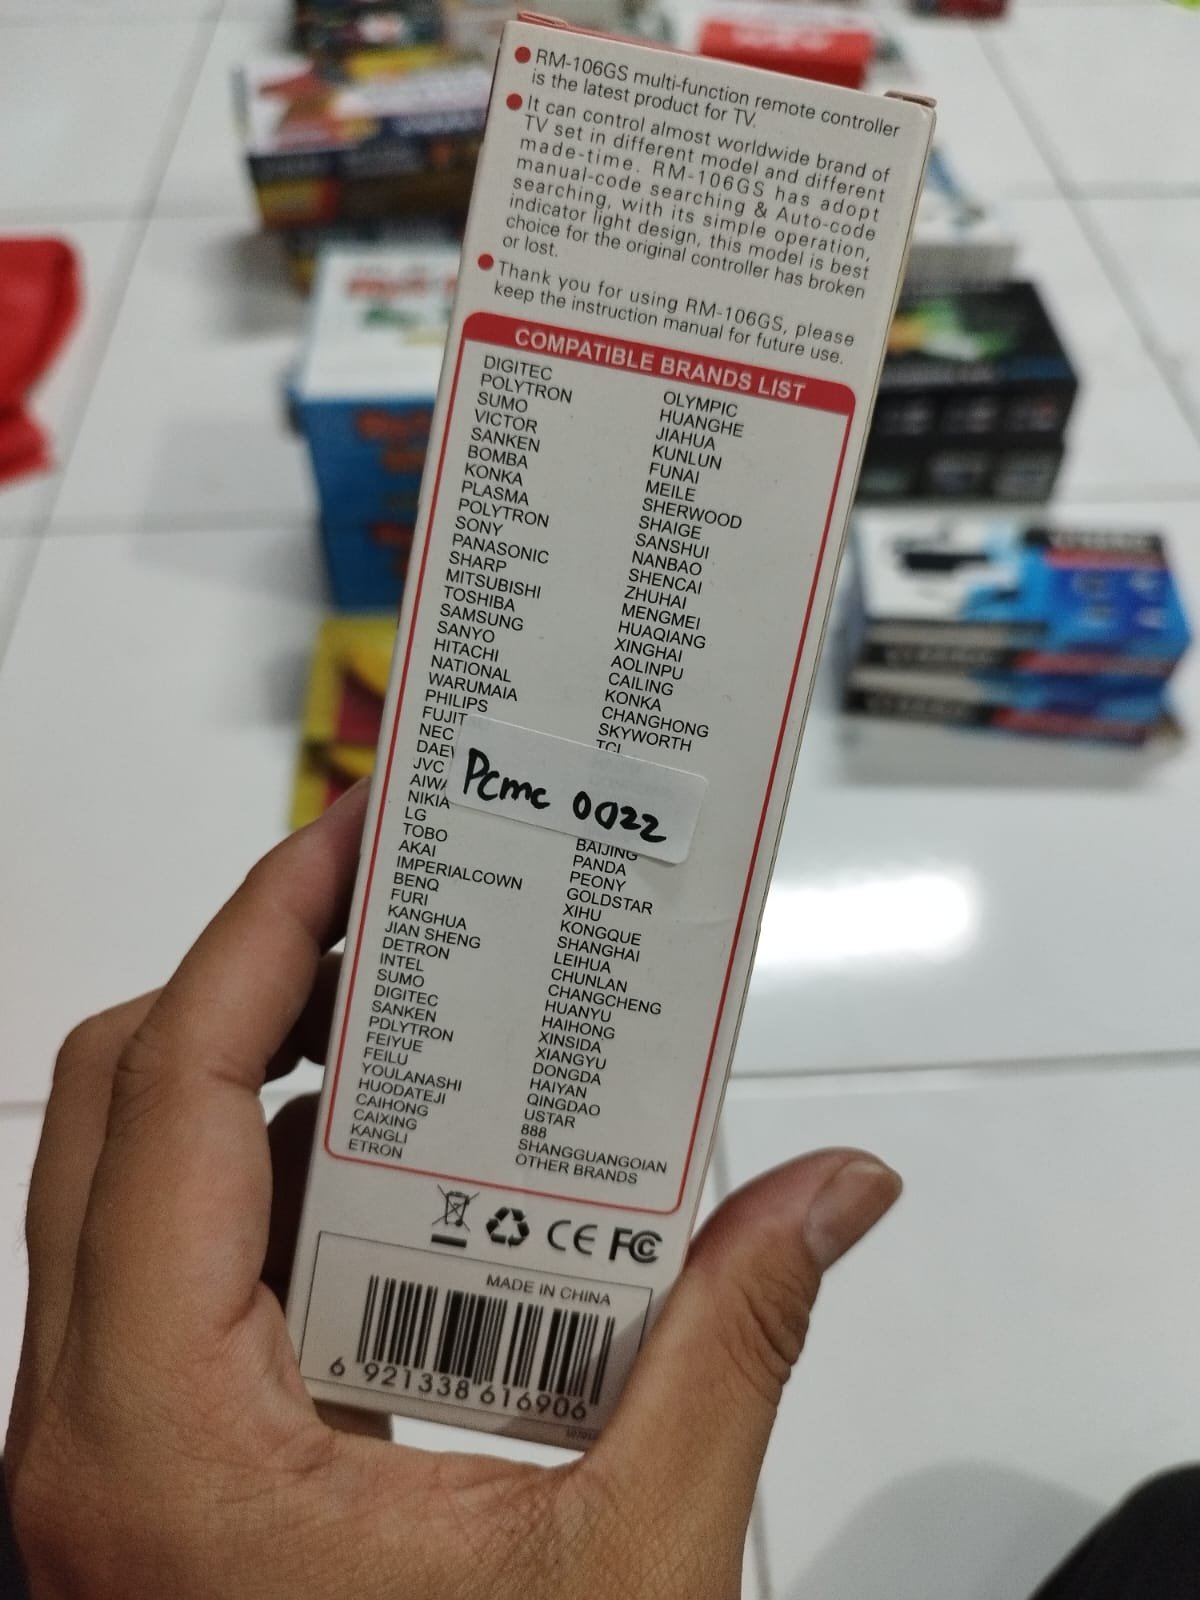 RM-106GS multi-function remote controller
is the latest product for TV.
It can control almost worldwide brand of
TV set in different model and different
made-time. RM-106GS has adopt
manual-code searching & Auto-code
searching, with its simple operation,
indicator light design, this model is best
choice for the original controller has broken
or lost.
Thank you for using RM-106GS, please
keep the instruction manual for future use.
COMPATIBLE BRANDS LIST
DIGITEC
POLYTRON
SUMO
VICTOR
SANKEN
BOMBA
KONKA
PLASMA
POLYTRON
SONY
PANASONIC
SHARP
MITSUBISHI
TOSHIBA
SAMSUNG
SANYO
HITACHI
NATIONAL
WARUMAIA
PHILIPS
FUJIT
NEC
DAEW
JVC
AIWA
NIKIA
LG
TOBO
AKAI
IMPERIALCOWN
BENQ
FURI
KANGHUA
JIAN SHENG
DETRON
INTEL
SUMO
DIGITEC
SANKEN
PDLYTRON
FEIYUE
FEILU
YOULANASHI
HUODATEJI
CAIHONG
CAIXING
KANGLI
ETRON
OLYMPIC
HUANGHE
JIAHUA
KUNLUN
FUNAI
MEILE
SHERWOOD
SHAIGE
SANSHUI
NANBAO
SHENCAI
ZHUHAI
MENGMEI
HUAQIANG
XINGHAI
AOLINPU
CAILING
KONKA
CHANGHONG
SKYWORTH
TCL
BAIJING
PANDA
PEONY
GOLDSTAR
XIHU
KONGQUE
SHANGHAI
LEIHUA
CHUNLAN
CHANGCHENG
HUANYU
HAIHONG
XINSIDA
XIANGYU
DONGDA
HAIYAN
QINGDAO
USTAR
888
SHANGGUANGOIAN
OTHER BRANDS
Pcmc 0022
CE FC
MADE IN CHINA
6 921338 616906